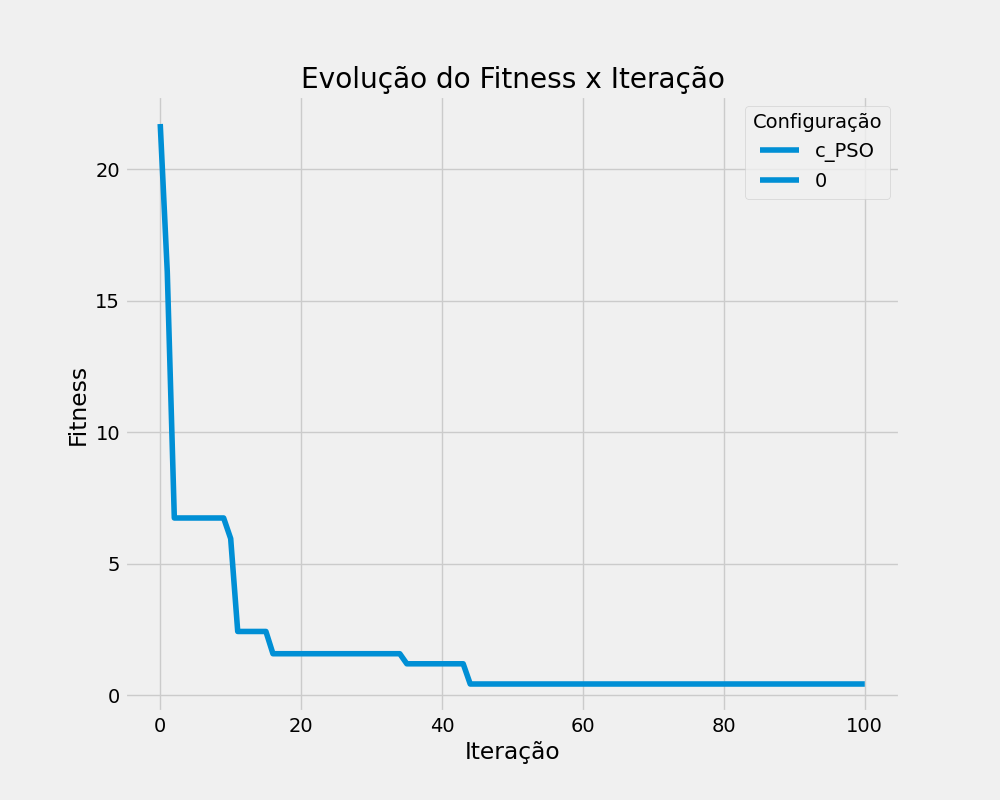 Evolução do Fitness x Iteração
Configuração
c_PSO
0
Fitness
20
15
10
5
0
0 20 40 60 80 100
Iteração